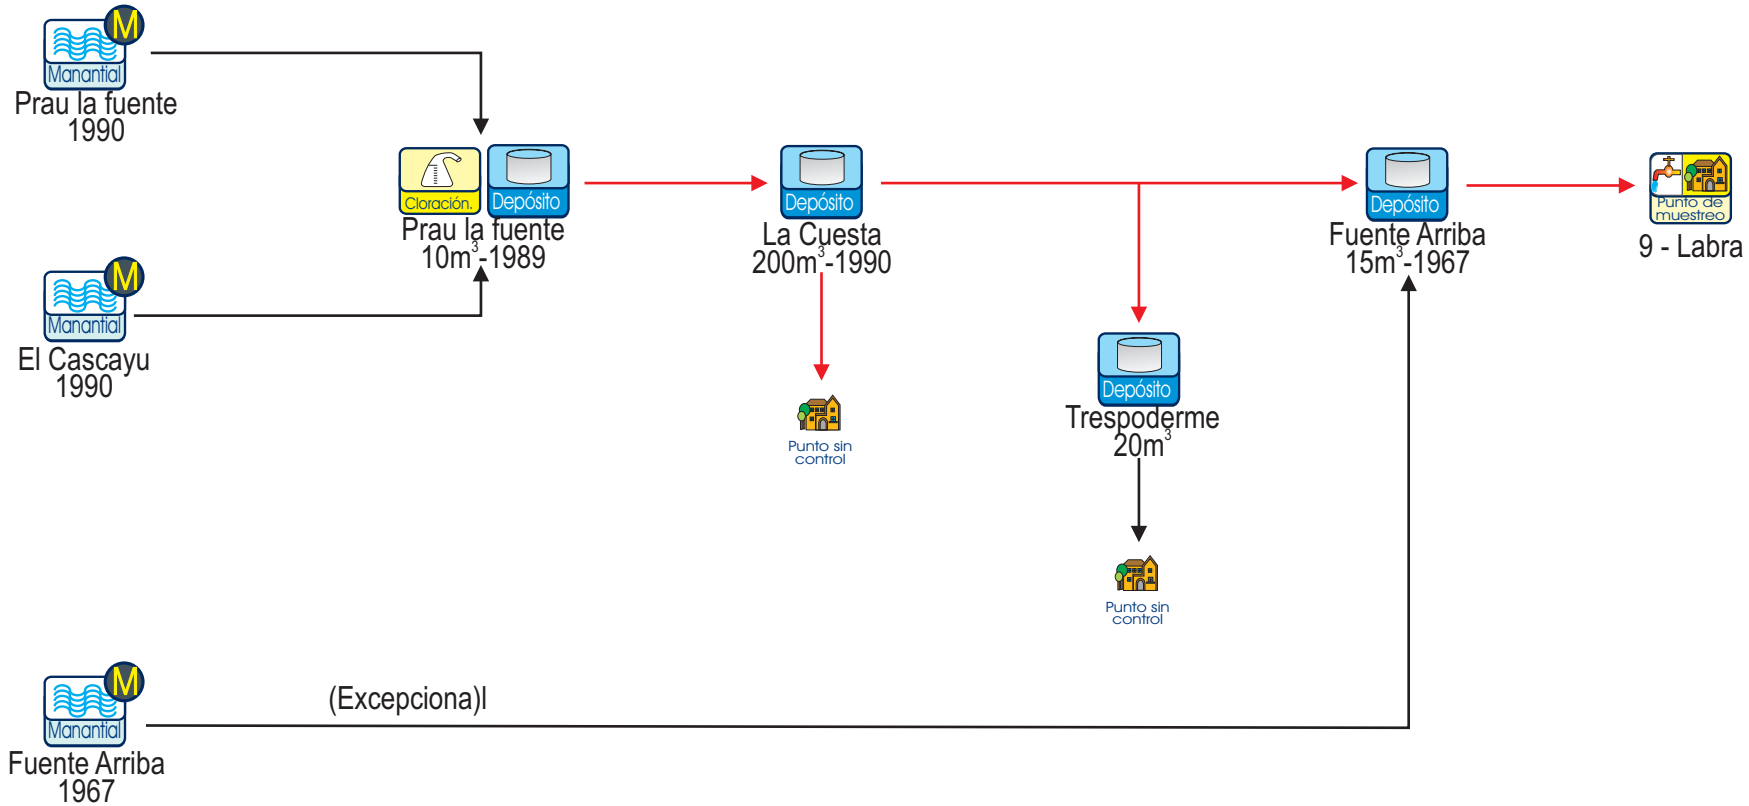 M
Manantial
Prau la fuente
1990
Cloración.
Depósito
Prau la fuente
10m³-1989
Depósito
La Cuesta
200m³-1990
Depósito
Fuente Arriba
15m³-1967
Punto de
muestreo
9 - Labra
M
Manantial
El Cascayu
1990
Punto sin
control
Depósito
Trespoderme
20m³
Punto sin
control
M
Manantial
Fuente Arriba
1967
(Excepciona)l